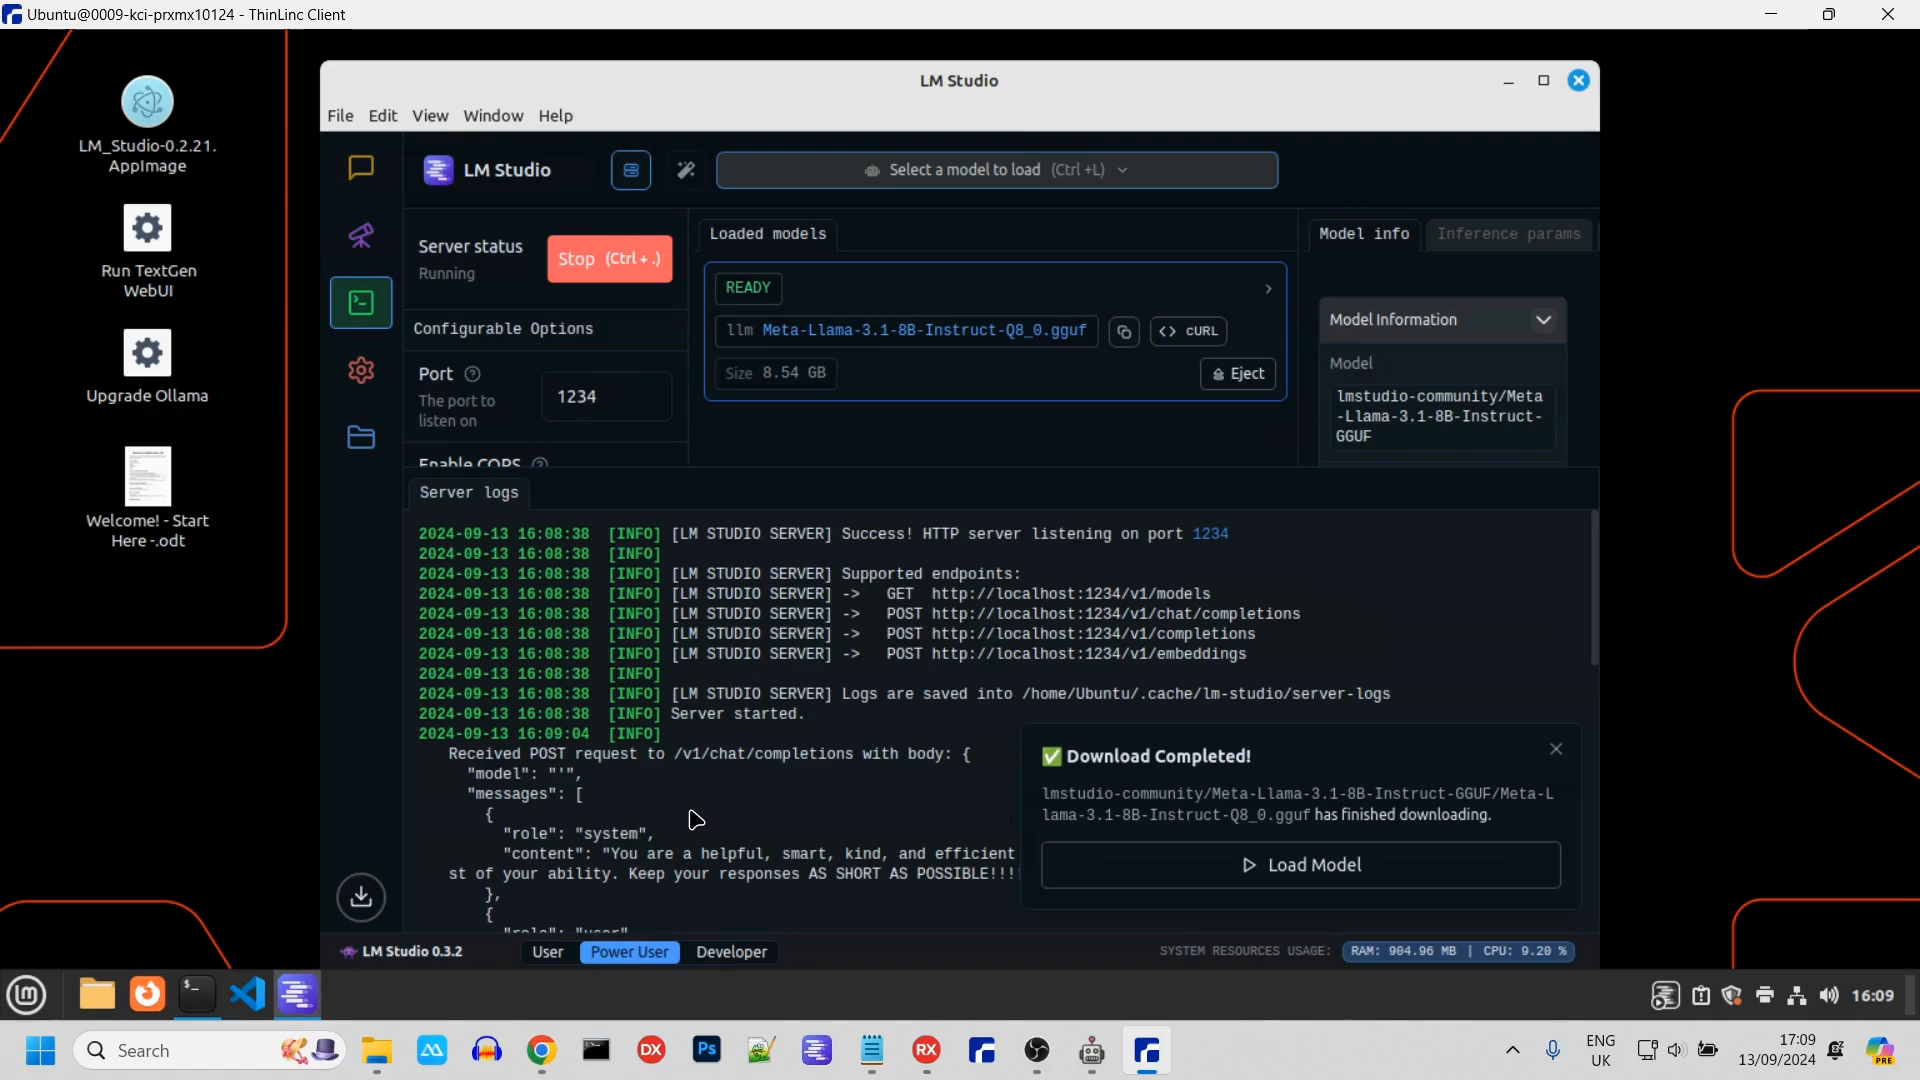 Ubuntu@0009-kci-prxmx10124 - ThinLinc Client
LM_Studio-0.2.21.
AppImage
Run TextGen
WebUI
Upgrade Ollama
Welcome! - Start
Here -.odt
LM Studio
File Edit View Window Help
LM Studio
Select a model to load (Ctrl +L)
Server status
Running
Stop (Ctrl + .)
Configurable Options
Port
The port to
listen on
1234
Enable CORS
Loaded models
READY
llm Meta-Llama-3.1-8B-Instruct-Q8_0.gguf
cURL
Size 8.54 GB
Eject
Model info
Inference params
Model Information
Model
lmstudio-community/Meta
-Llama-3.1-8B-Instruct-
GGUF
Server logs
2024-09-13 16:08:38 [INFO] [LM STUDIO SERVER] Success! HTTP server listening on port 1234
2024-09-13 16:08:38 [INFO]
2024-09-13 16:08:38 [INFO] [LM STUDIO SERVER] Supported endpoints:
2024-09-13 16:08:38 [INFO] [LM STUDIO SERVER] -> GET http://localhost:1234/v1/models
2024-09-13 16:08:38 [INFO] [LM STUDIO SERVER] -> POST http://localhost:1234/v1/chat/completions
2024-09-13 16:08:38 [INFO] [LM STUDIO SERVER] -> POST http://localhost:1234/v1/completions
2024-09-13 16:08:38 [INFO] [LM STUDIO SERVER] -> POST http://localhost:1234/v1/embeddings
2024-09-13 16:08:38 [INFO]
2024-09-13 16:08:38 [INFO] [LM STUDIO SERVER] Logs are saved into /home/Ubuntu/.cache/lm-studio/server-logs
2024-09-13 16:08:38 [INFO] Server started.
2024-09-13 16:09:04 [INFO]
Received POST request to /v1/chat/completions with body: {
"model": "'",
"messages": [
{
"role": "system",
"content": "You are a helpful, smart, kind, and efficient
st of your ability. Keep your responses AS SHORT AS POSSIBLE!!!!
},
{
"role": "user"
✅ Download Completed!
lmstudio-community/Meta-Llama-3.1-8B-Instruct-GGUF/Meta-L
lama-3.1-8B-Instruct-Q8_0.gguf has finished downloading.
Load Model
LM Studio 0.3.2
User Power User Developer
SYSTEM RESOURCES USAGE: RAM: 904.96 MB | CPU: 9.20 %
16:09
Search
DX
Ps
RX
ENG
UK
17:09
13/09/2024
PRE